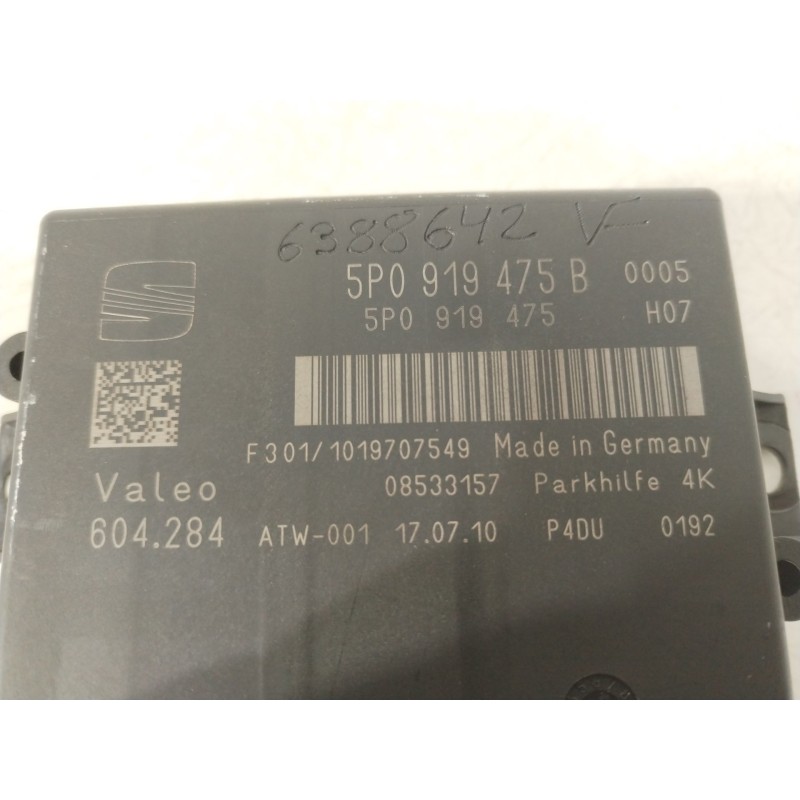 6388642 V
5P0 919 475 B 0005
5P0 919 475 H07
F301/1019707549 Made in Germany
Valeo 08533157 Parkhilfe 4K
604.284 ATW-001 17.07.10 P4DU 0192